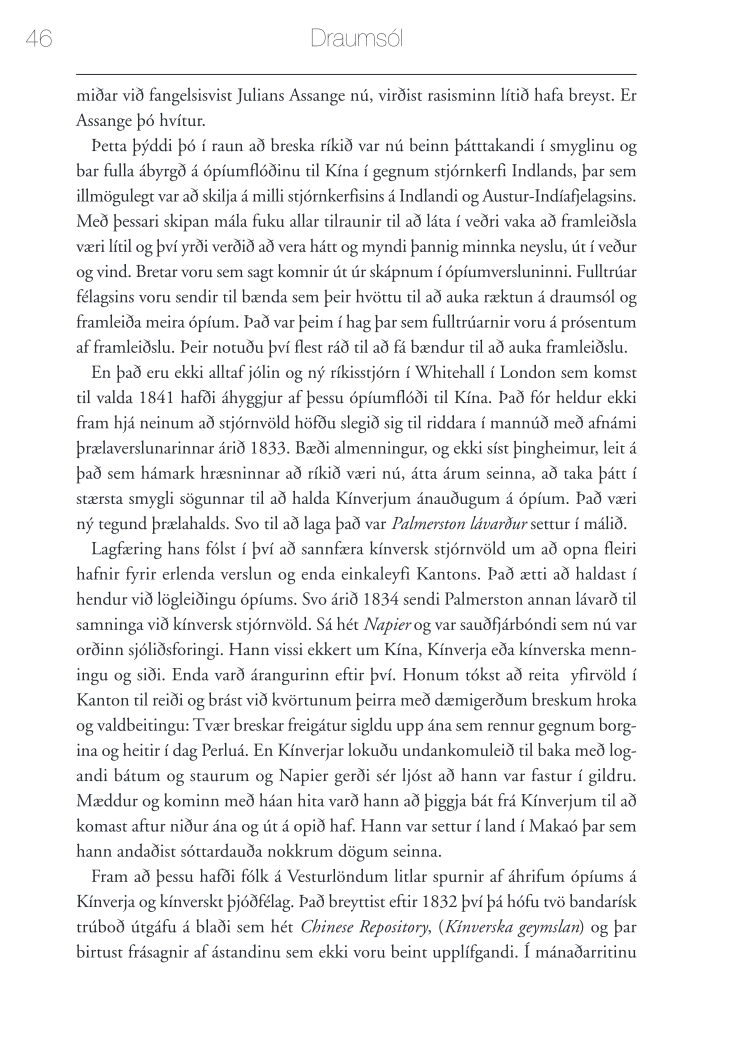 46
Draumsól
miðar við fangelsisvist Julians Assange nú, virðist rasisminn lítið hafa breyst. Er
Assange þó hvítur.
Þetta þýddi þó í raun að breska ríkið var nú beinn þátttakandi í smyglinu og
bar fulla ábyrgð á ópíumflóðinu til Kína í gegnum stjórnkerfi Indlands, þar sem
illmögulegt var að skilja á milli stjórnkerfisins á Indlandi og Austur-Indíafjelagsins.
Með þessari skipan mála fuku allar tilraunir til að láta í veðri vaka að framleiðsla
væri lítil og því yrði verðið að vera hátt og myndi þannig minnka neyslu, út í veður
og vind. Bretar voru sem sagt komnir út úr skápnum í ópíumversluninni. Fulltrúar
félagsins voru sendir til bænda sem þeir hvöttu til að auka ræktun á draumsól og
framleiða meira ópíum. Það var þeim í hag þar sem fulltrúarnir voru á prósentum
af framleiðslu. Þeir notuðu því flest ráð til að fá bændur til að auka framleiðslu.
En það eru ekki alltaf jólin og ný ríkisstjórn í Whitehall í London sem komst
til valda 1841 hafði áhyggjur af þessu ópíumflóði til Kína. Það fór heldur ekki
fram hjá neinum að stjórnvöld höfðu slegið sig til riddara í mannúð með afnámi
þrælaverslunarinnar árið 1833. Bæði almenningur, og ekki síst þingheimur, leit á
það sem hámark hræsninnar að ríkið væri nú, átta árum seinna, að taka þátt í
stærsta smygli sögunnar til að halda Kínverjum ánauðugum á ópíum. Það væri
ný tegund þrælahalds. Svo til að laga það var Palmerston lávarður settur í málið.
Lagfæring hans fólst í því að sannfæra kínversk stjórnvöld um að opna fleiri
hafnir fyrir erlenda verslun og enda einkaleyfi Kantons. Það ætti að haldast í
hendur við lögleiðingu ópíums. Svo árið 1834 sendi Palmerston annan lávarð til
samninga við kínversk stjórnvöld. Sá hét Napier og var sauðfjárbóndi sem nú var
orðinn sjóliðsforingi. Hann vissi ekkert um Kína, Kínverja eða kínverska menn-
ingu og siði. Enda varð árangurinn eftir því. Honum tókst að reita yfirvöld í
Kanton til reiði og brást við kvörtunum þeirra með dæmigerðum breskum hroka
og valdbeitingu: Tvær breskar freigátur sigldu upp ána sem rennur gegnum borg-
ina og heitir í dag Perluá. En Kínverjar lokuðu undankomuleið til baka með log-
andi bátum og staurum og Napier gerði sér ljóst að hann var fastur í gildru.
Mæddur og kominn með háan hita varð hann að þiggja bát frá Kínverjum til að
komast aftur niður ána og út á opið haf. Hann var settur í land í Makaó þar sem
hann andaðist sóttardauða nokkrum dögum seinna.
Fram að þessu hafði fólk á Vesturlöndum litlar spurnir af áhrifum ópíums á
Kínverja og kínverskt þjóðfélag. Það breyttist eftir 1832 því þá hófu tvö bandarísk
trúboð útgáfu á blaði sem hét Chinese Repository, (Kínverska geymslan) og þar
birtust frásagnir af ástandinu sem ekki voru beint upplífgandi. Í mánaðarritinu